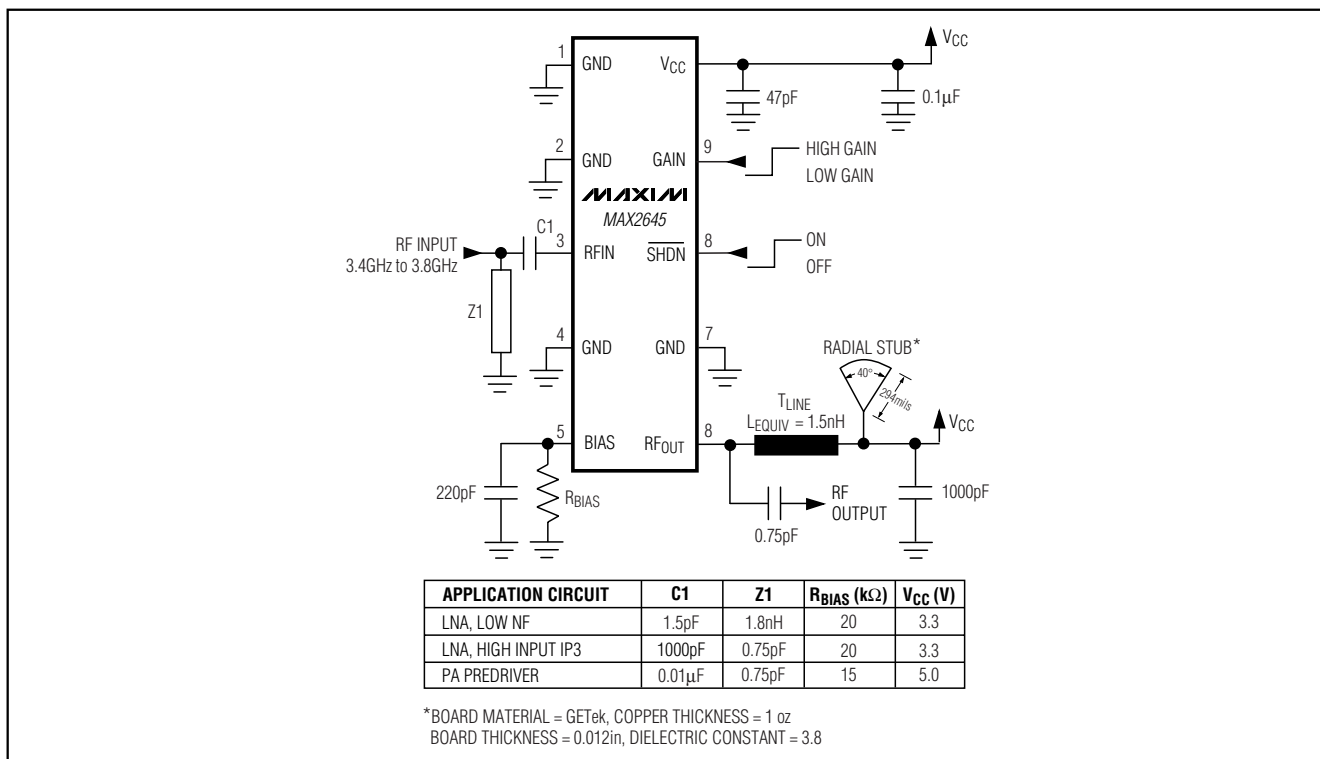 VCC
1
GND
VCC
47pF
0.1µF
2
GND
GAIN
9
HIGH GAIN
LOW GAIN
MAXIM
MAX2645
C1
RF INPUT
3.4GHz to 3.8GHz
3
RFIN
SHDN
8
ON
OFF
Z1
4
GND
GND
7
RADIAL STUB*
40°
294mils
TLINE
LEQUIV = 1.5nH
VCC
5
BIAS
RFOUT
8
220pF
RBIAS
0.75pF
RF
OUTPUT
1000pF
APPLICATION CIRCUIT C1 Z1 RBIAS (kΩ) VCC (V)
LNA, LOW NF 1.5pF 1.8nH 20 3.3
LNA, HIGH INPUT IP3 1000pF 0.75pF 20 3.3
PA PREDRIVER 0.01µF 0.75pF 15 5.0
*BOARD MATERIAL = GETek, COPPER THICKNESS = 1 oz
BOARD THICKNESS = 0.012in, DIELECTRIC CONSTANT = 3.8